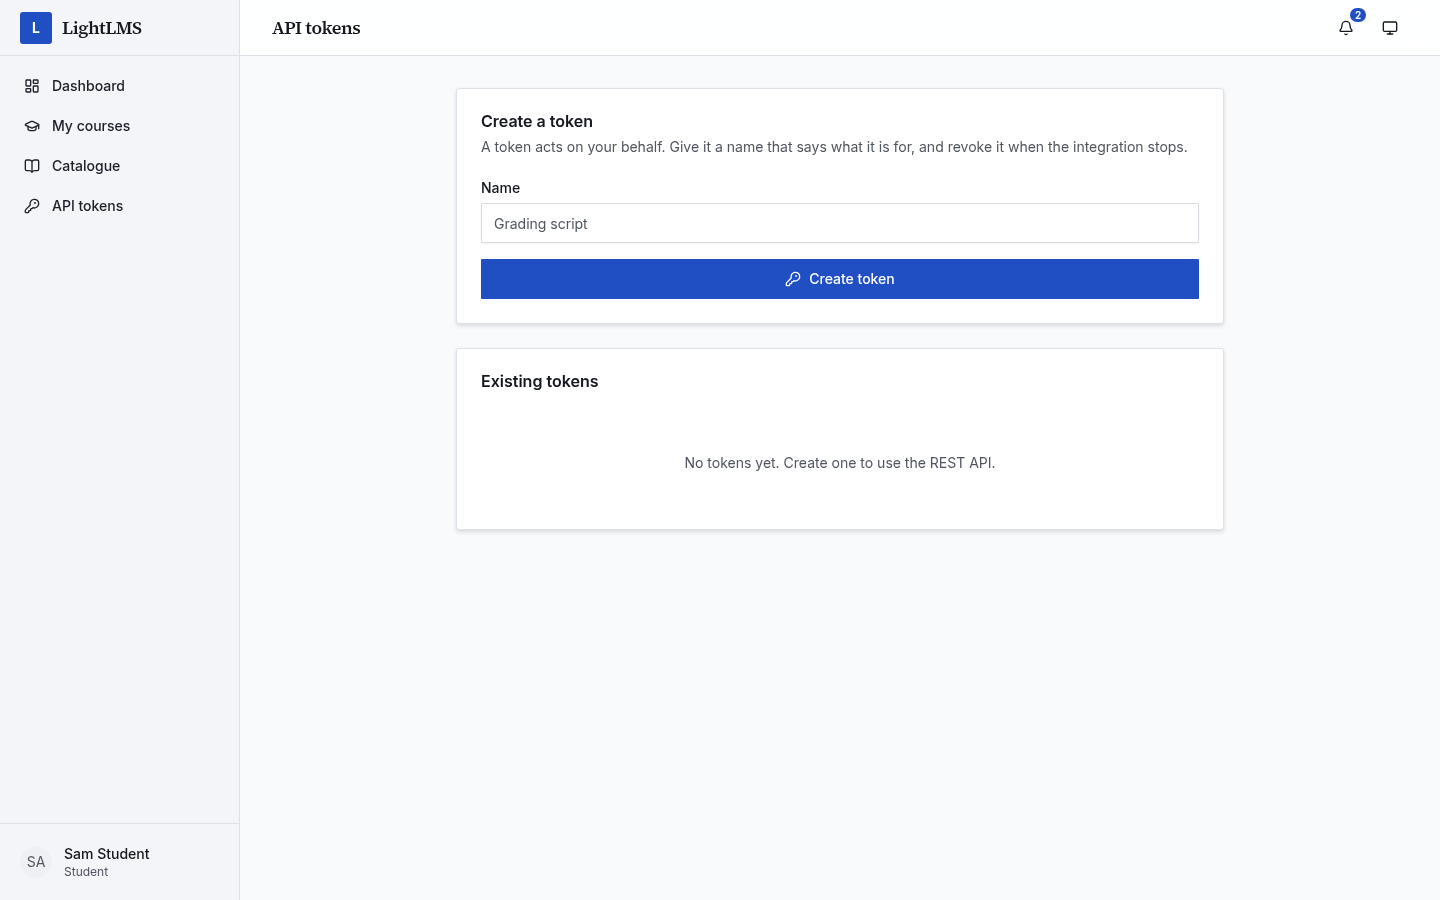 L LightLMS
API tokens
2
Dashboard
My courses
Catalogue
API tokens
Create a token
A token acts on your behalf. Give it a name that says what it is for, and revoke it when the integration stops.
Name
Grading script
Create token
Existing tokens
No tokens yet. Create one to use the REST API.
SA
Sam Student
Student